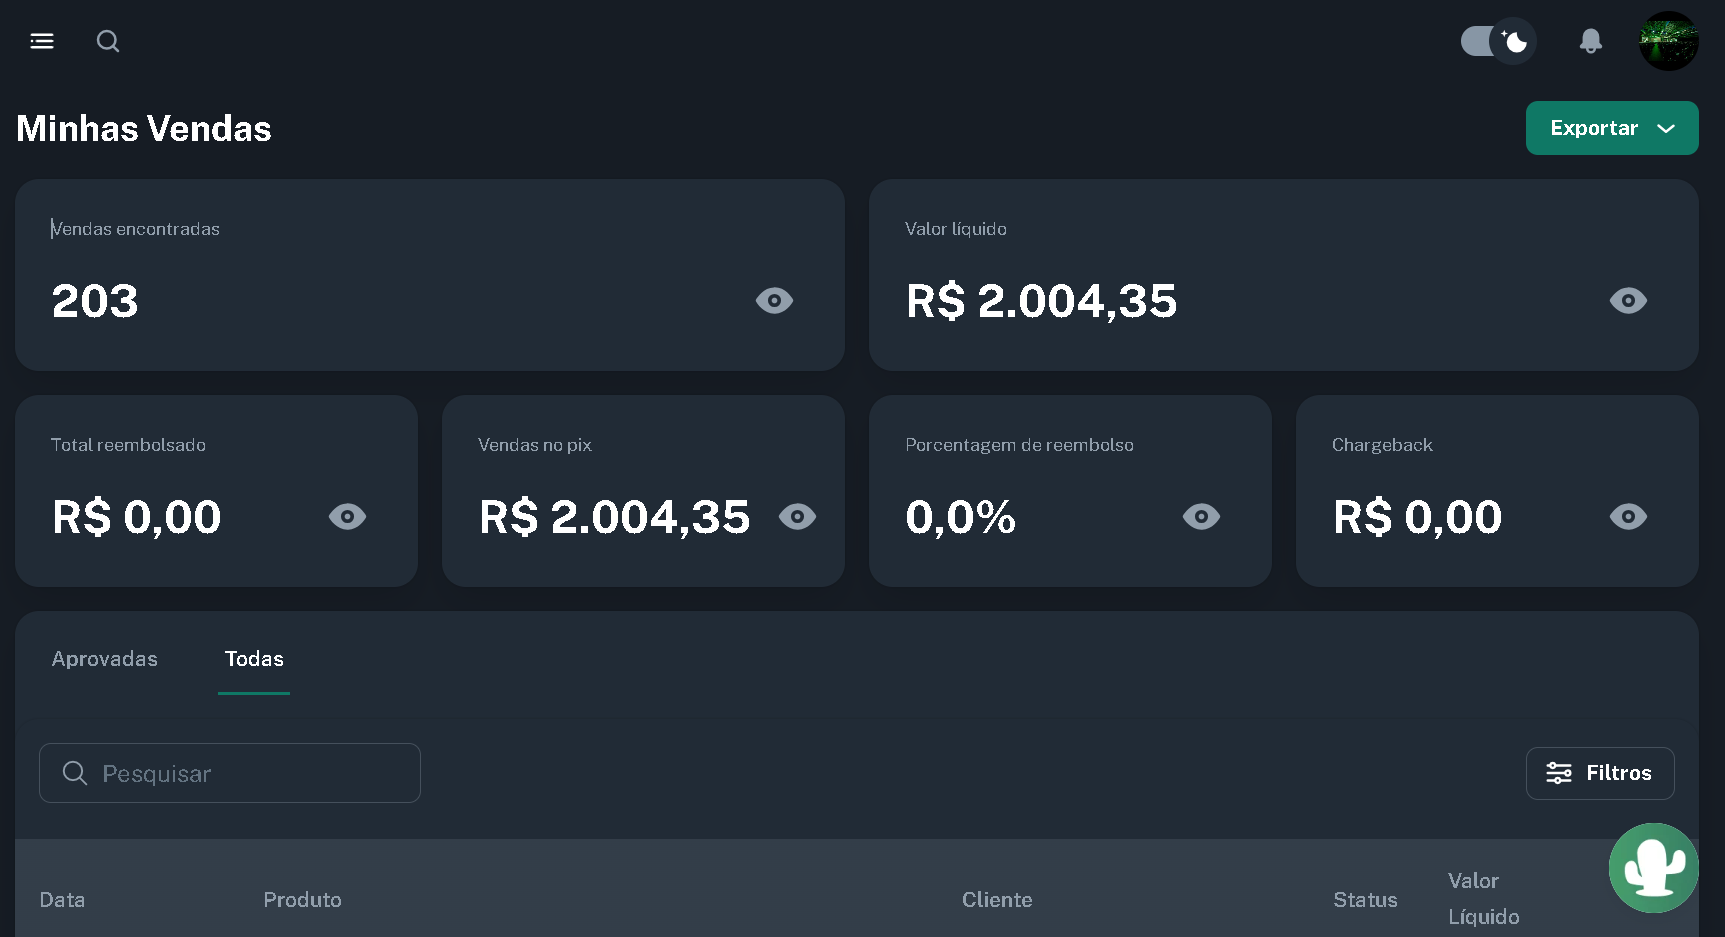 Minhas Vendas
Exportar
Vendas encontradas
203
Valor líquido
R$ 2.004,35
Total reembolsado
R$ 0,00
Vendas no pix
R$ 2.004,35
Porcentagem de reembolso
0,0%
Chargeback
R$ 0,00
Aprovadas
Todas
Pesquisar
Filtros
Data
Produto
Cliente
Status
Valor
Líquido